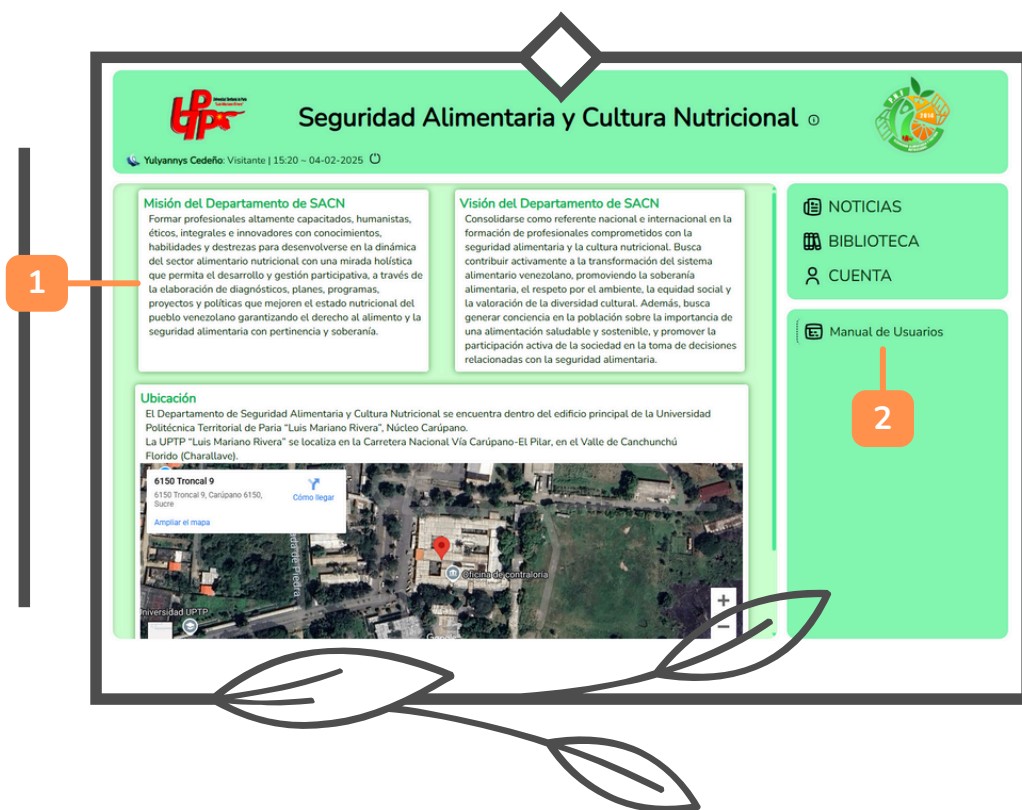 UPTP
Seguridad Alimentaria y Cultura Nutricional
Yulyannys Cedeño: Visitante | 15:20 ~ 04-02-2025
Misión del Departamento de SACN
Formar profesionales altamente capacitados, humanistas,
éticos, integrales e innovadores con conocimientos,
habilidades y destrezas para desenvolverse en la dinámica
del sector alimentario nutricional con una mirada holística
que permita el desarrollo y gestión participativa, a través de
la elaboración de diagnósticos, planes, programas,
proyectos y políticas que mejoren el estado nutricional del
pueblo venezolano garantizando el derecho al alimento y la
seguridad alimentaria con pertinencia y soberanía.
Visión del Departamento de SACN
Consolidarse como referente nacional e internacional en la
formación de profesionales comprometidos con la
seguridad alimentaria y la cultura nutricional. Busca
contribuir activamente a la transformación del sistema
alimentario venezolano, promoviendo la soberanía
alimentaria, el respeto por el ambiente, la equidad social y
la valoración de la diversidad cultural. Además, busca
generar conciencia en la población sobre la importancia de
una alimentación saludable y sostenible, y promover la
participación activa de la sociedad en la toma de decisiones
relacionadas con la seguridad alimentaria.
NOTICIAS
BIBLIOTECA
CUENTA
Manual de Usuarios
1
2
Ubicación
El Departamento de Seguridad Alimentaria y Cultura Nutricional se encuentra dentro del edificio principal de la Universidad
Politécnica Territorial de Paria “Luis Mariano Rivera”, Núcleo Carúpano.
La UPTP “Luis Mariano Rivera” se localiza en la Carretera Nacional Vía Carúpano-El Pilar, en el Valle de Canchunchú
Florido (Charallave).
6150 Troncal 9
6150 Troncal 9, Carúpano 6150,
Sucre
Cómo llegar
Ampliar el mapa
eda de Piedra
Oficina de contraloria
niversidad UPTP
+
−